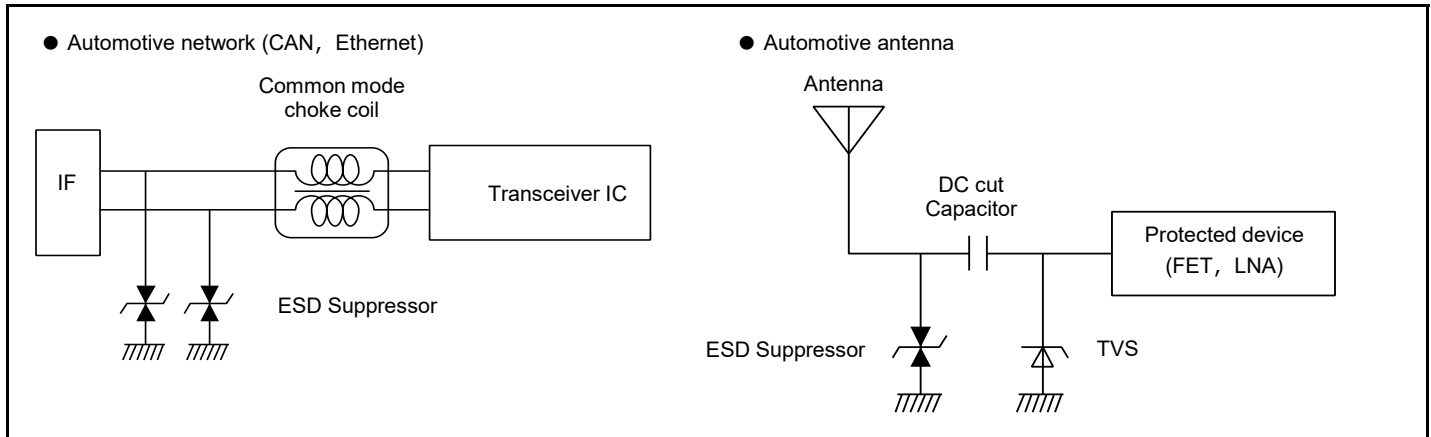 ● Automotive network (CAN, Ethernet)
Common mode
choke coil
IF
Transceiver IC
ESD Suppressor
● Automotive antenna
Antenna
DC cut
Capacitor
Protected device
(FET, LNA)
ESD Suppressor
TVS